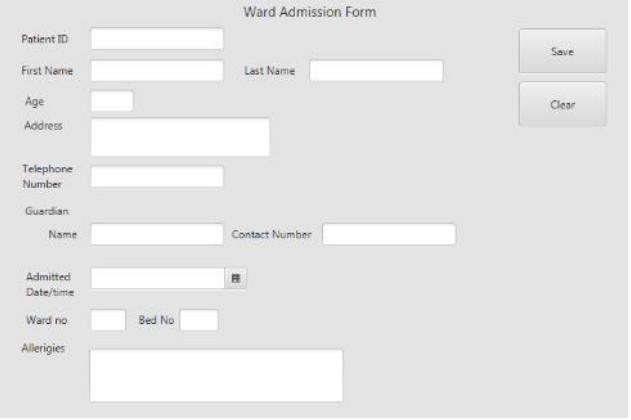 Ward Admission Form
Patient ID
Save
First Name Last Name
Age
Clear
Address
Telephone
Number
Guardian
Name Contact Number
Admitted
Date/time
Ward no Bed No
Allerigies